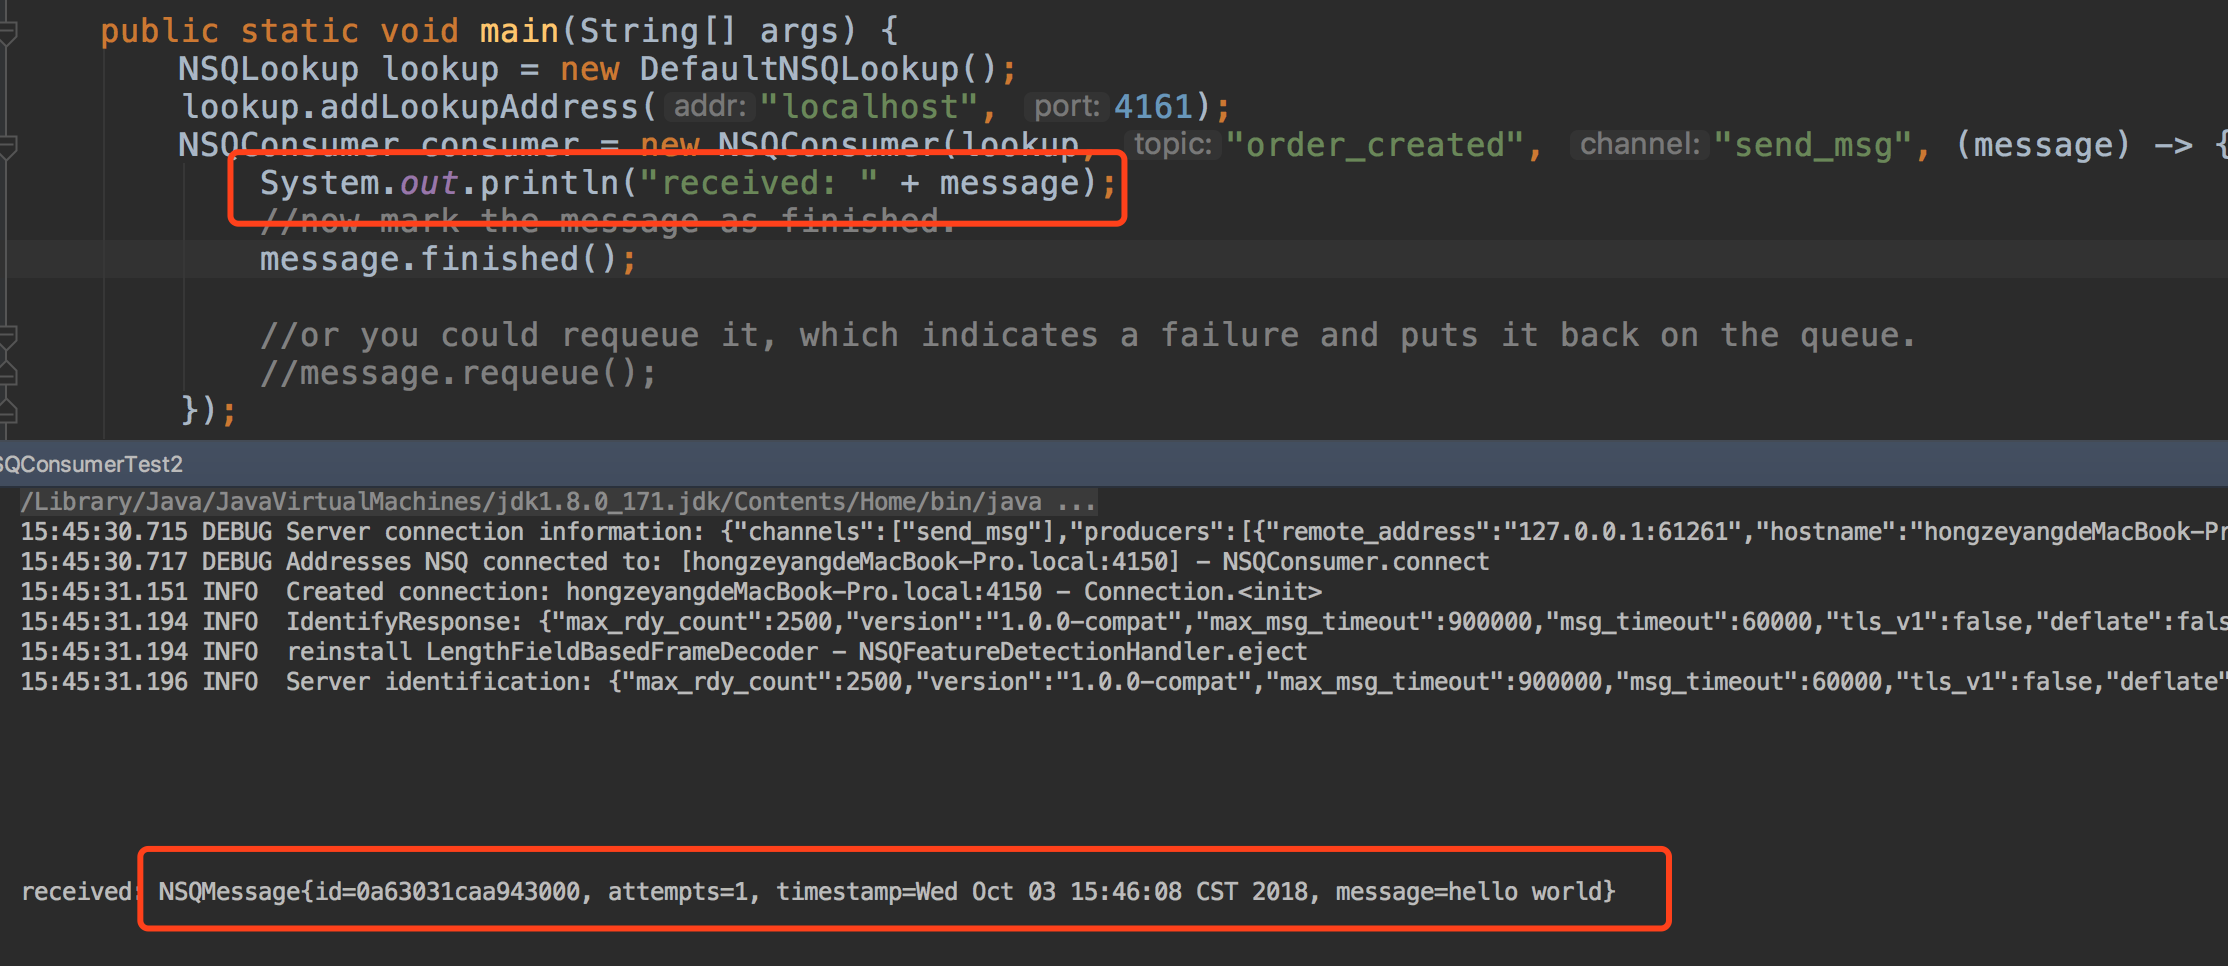 public static void main(String[] args) {
NSQLookup lookup = new DefaultNSQLookup();
lookup.addLookupAddress( addr: "localhost", port: 4161);
NSQConsumer consumer = new NSQConsumer(lookup, topic: "order_created", channel: "send_msg", (message) -> {
System.out.println("received: " + message);
//now mark the message as finished.
message.finished();
//or you could requeue it, which indicates a failure and puts it back on the queue.
//message.requeue();
});
SQConsumerTest2
/Library/Java/JavaVirtualMachines/jdk1.8.0_171.jdk/Contents/Home/bin/java ...
15:45:30.715 DEBUG Server connection information: {"channels":["send_msg"],"producers":[{"remote_address":"127.0.0.1:61261","hostname":"hongzeyangdeMacBook-Pr
15:45:30.717 DEBUG Addresses NSQ connected to: [hongzeyangdeMacBook-Pro.local:4150] - NSQConsumer.connect
15:45:31.151 INFO  Created connection: hongzeyangdeMacBook-Pro.local:4150 - Connection.<init>
15:45:31.194 INFO  IdentifyResponse: {"max_rdy_count":2500,"version":"1.0.0-compat","max_msg_timeout":900000,"msg_timeout":60000,"tls_v1":false,"deflate":fals
15:45:31.194 INFO  reinstall LengthFieldBasedFrameDecoder - NSQFeatureDetectionHandler.eject
15:45:31.196 INFO  Server identification: {"max_rdy_count":2500,"version":"1.0.0-compat","max_msg_timeout":900000,"msg_timeout":60000,"tls_v1":false,"deflate"
received: NSQMessage{id=0a63031caa943000, attempts=1, timestamp=Wed Oct 03 15:46:08 CST 2018, message=hello world}